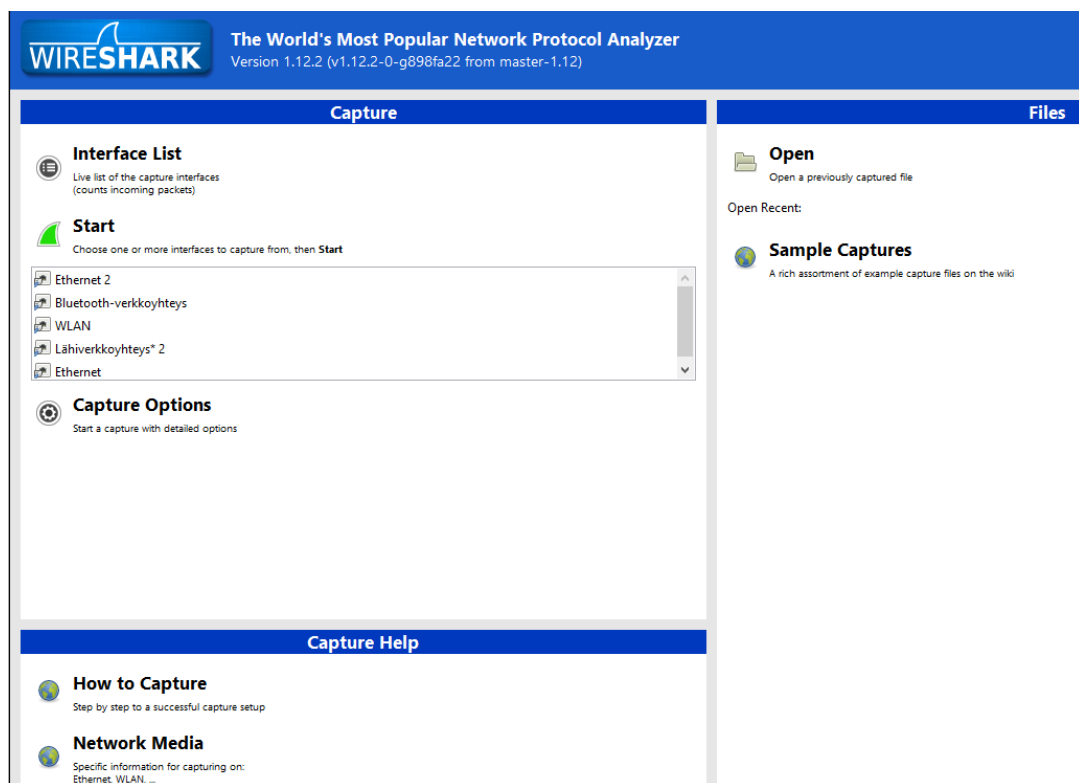 WIRESHARK
The World's Most Popular Network Protocol Analyzer
Version 1.12.2 (v1.12.2-0-g898fa22 from master-1.12)
Capture
Interface List
Live list of the capture interfaces
(counts incoming packets)
Start
Choose one or more interfaces to capture from, then Start
Ethernet 2
Bluetooth-verkkoyhteys
WLAN
Lähiverkkoyhteys* 2
Ethernet
Capture Options
Start a capture with detailed options
Capture Help
How to Capture
Step by step to a successful capture setup
Network Media
Specific information for capturing on:
Ethernet, WLAN, ...
Files
Open
Open a previously captured file
Open Recent:
Sample Captures
A rich assortment of example capture files on the wiki